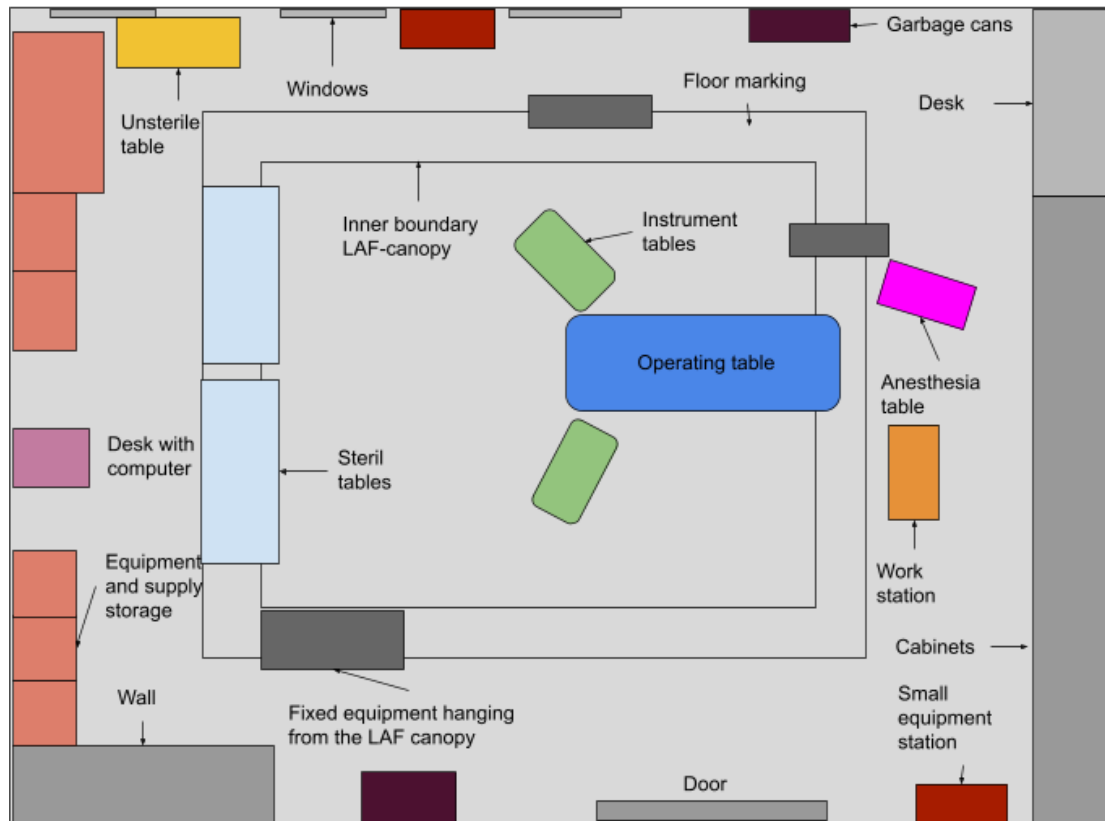 Garbage cans
Windows
Floor marking
Desk
Unsterile
table
Inner boundary
LAF-canopy
Instrument
tables
Operating table
Anesthesia
table
Desk with
computer
Steril
tables
Equipment
and supply
storage
Work
station
Cabinets
Wall
Fixed equipment hanging
from the LAF canopy
Small
equipment
station
Door